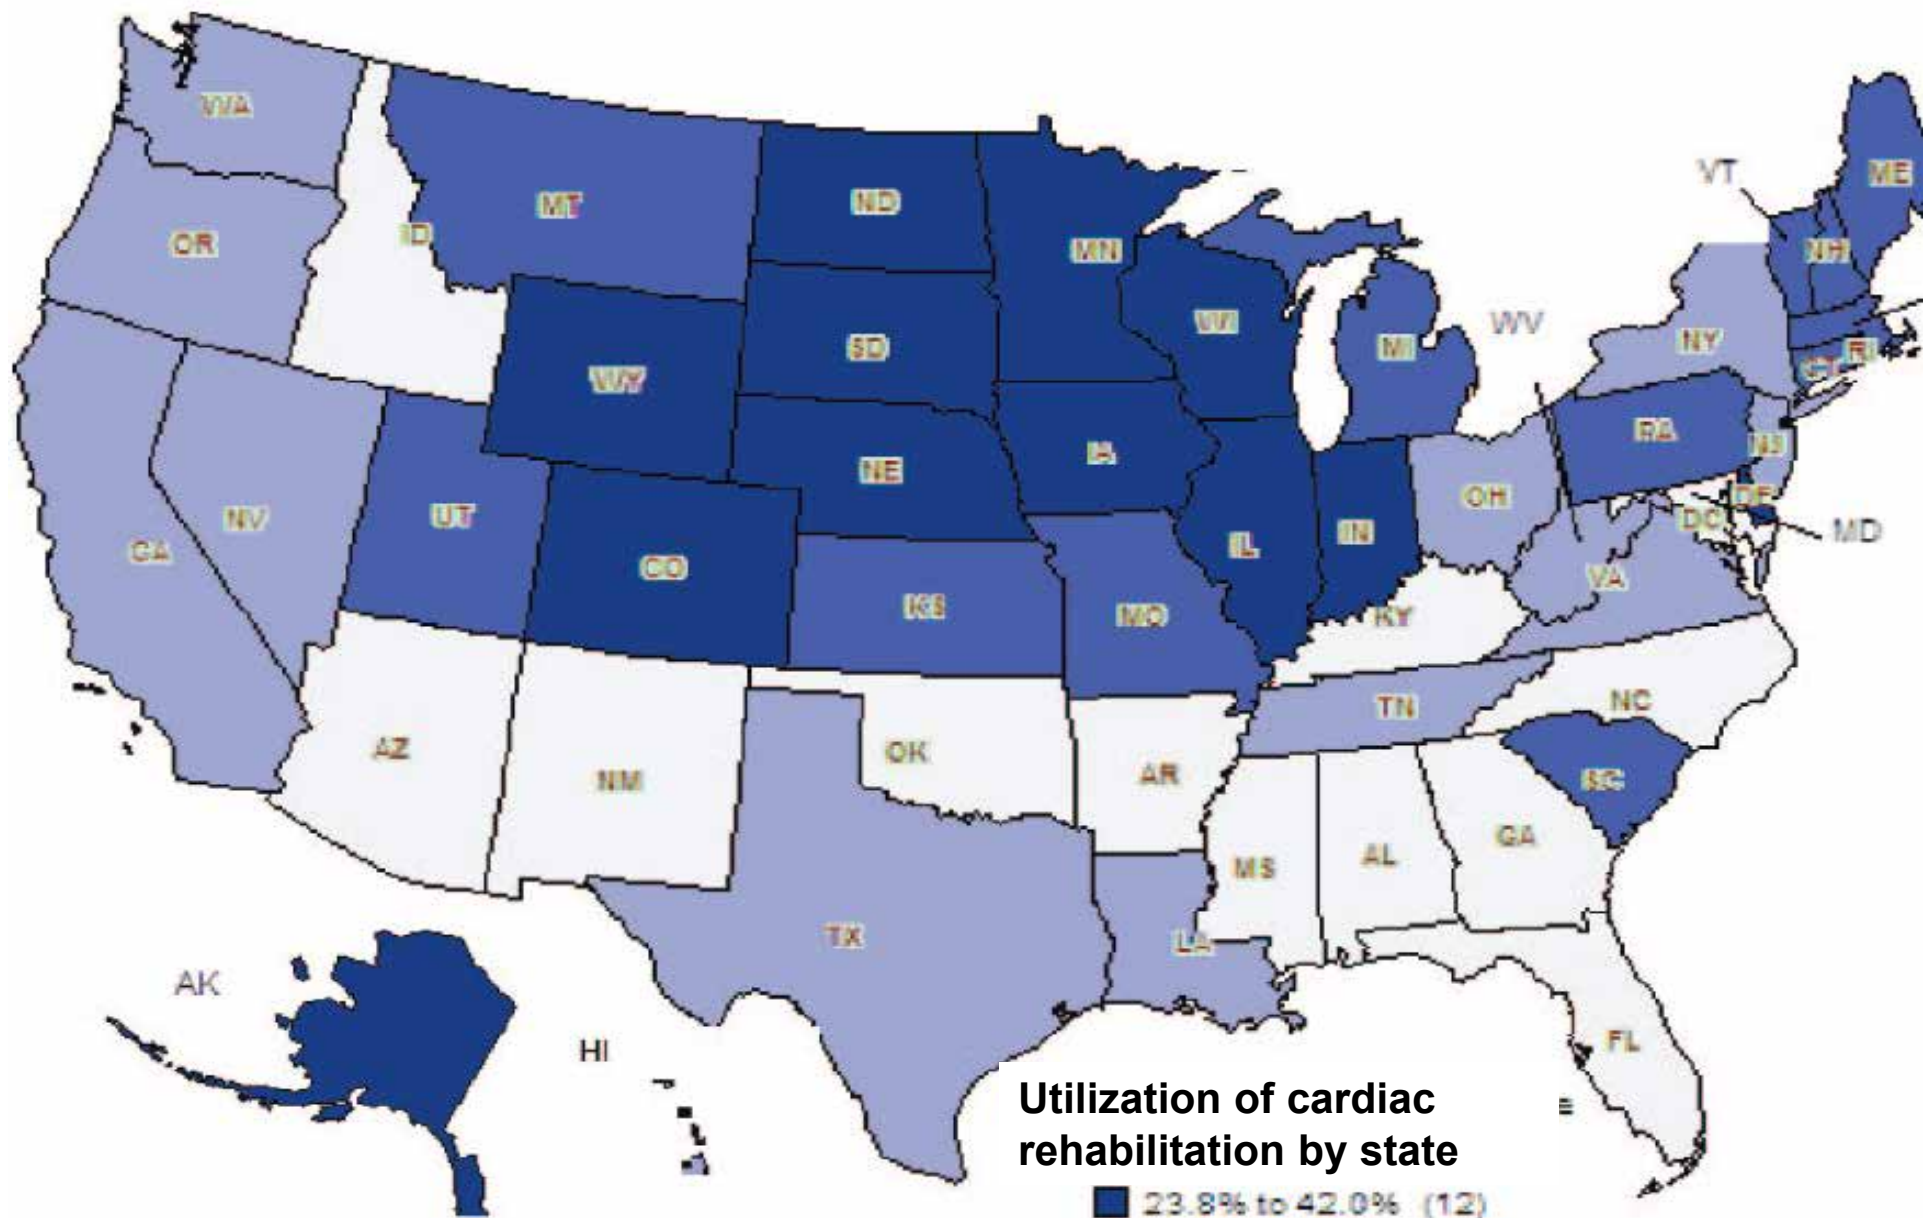 WA
MT
ND
MN
VT
ME
ID
OR
NH
WI
WV
SD
MI
NY
RI
WY
CT
NE
IA
PA
NJ
OH
DE
NV
UT
CA
CO
IL
IN
DC
MD
VA
KS
MO
KY
TN
NC
AZ
NM
OK
AR
SC
MS
AL
GA
TX
LA
AK
HI
FL
Utilization of cardiac
rehabilitation by state
23.8% to 42.0% (12)